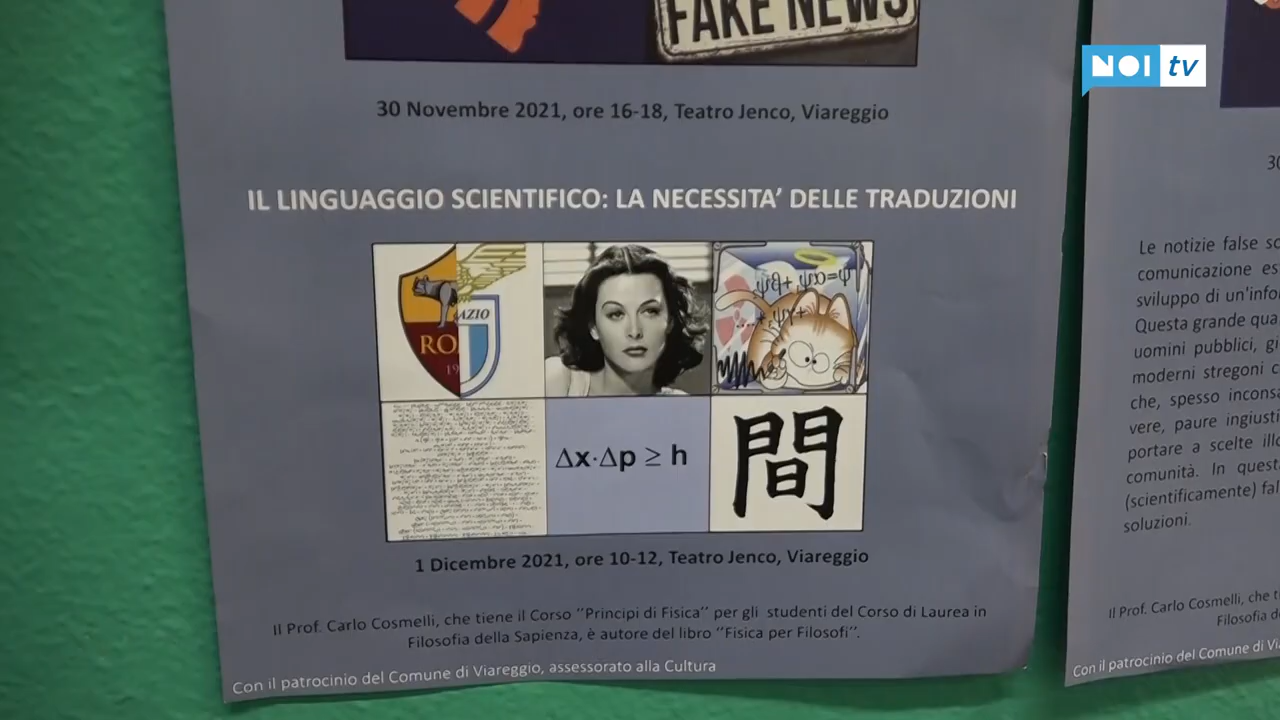 FAKE NEWS
NOI tv
30 Novembre 2021, ore 16-18, Teatro Jenco, Viareggio
IL LINGUAGGIO SCIENTIFICO: LA NECESSITA' DELLE TRADUZIONI
AZIO
RO
19
Δx·Δp ≥ h
間
1 Dicembre 2021, ore 10-12, Teatro Jenco, Viareggio
Il Prof. Carlo Cosmelli, che tiene il Corso "Principi di Fisica" per gli studenti del Corso di Laurea in
Filosofia della Sapienza, è autore del libro "Fisica per Filosofi".
Con il patrocinio del Comune di Viareggio, assessorato alla Cultura
30
Le notizie false sc
comunicazione es
sviluppo di un'info
Questa grande qua
uomini pubblici, gi
moderni stregoni c
che, spesso inconsa
vere, paure ingiusti
portare a scelte illo
comunità. In questa
(scientificamente) fal
soluzioni.
Il Prof. Carlo Cosmelli, che t
Filosofia d
Con il patrocinio del Comune di Via